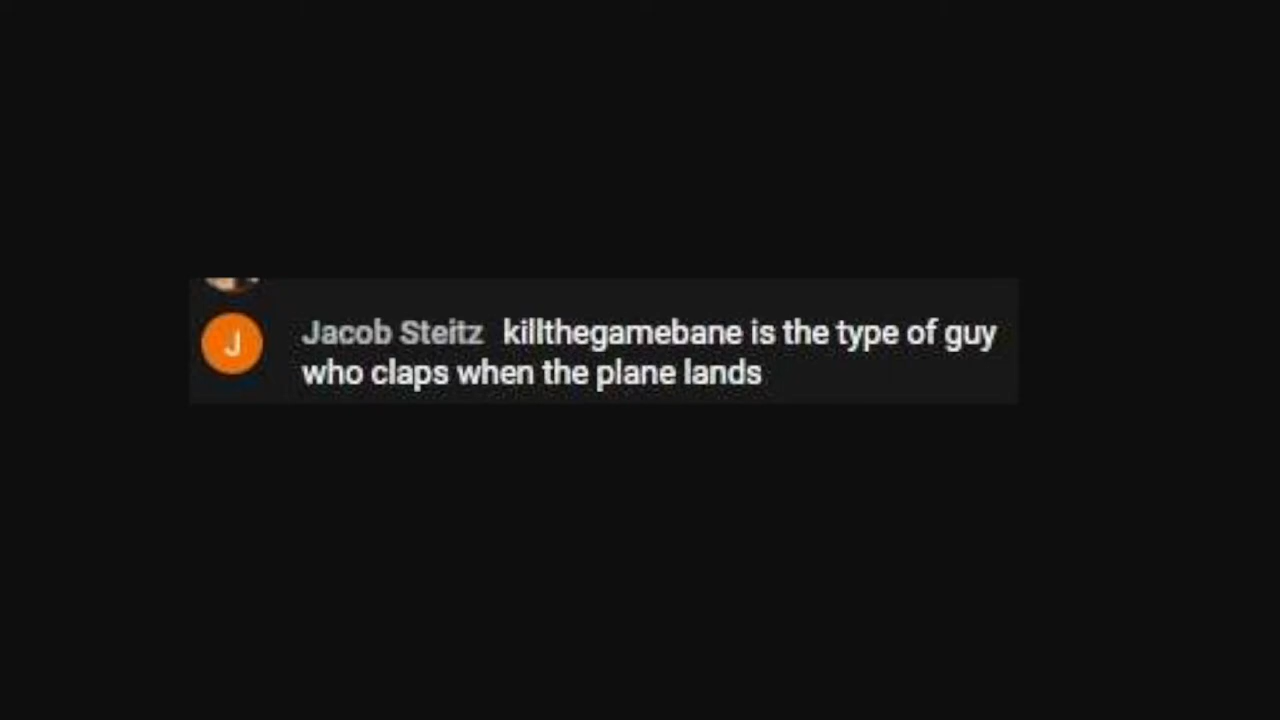 J
Jacob Steitz killthegamebane is the type of guy
who claps when the plane lands